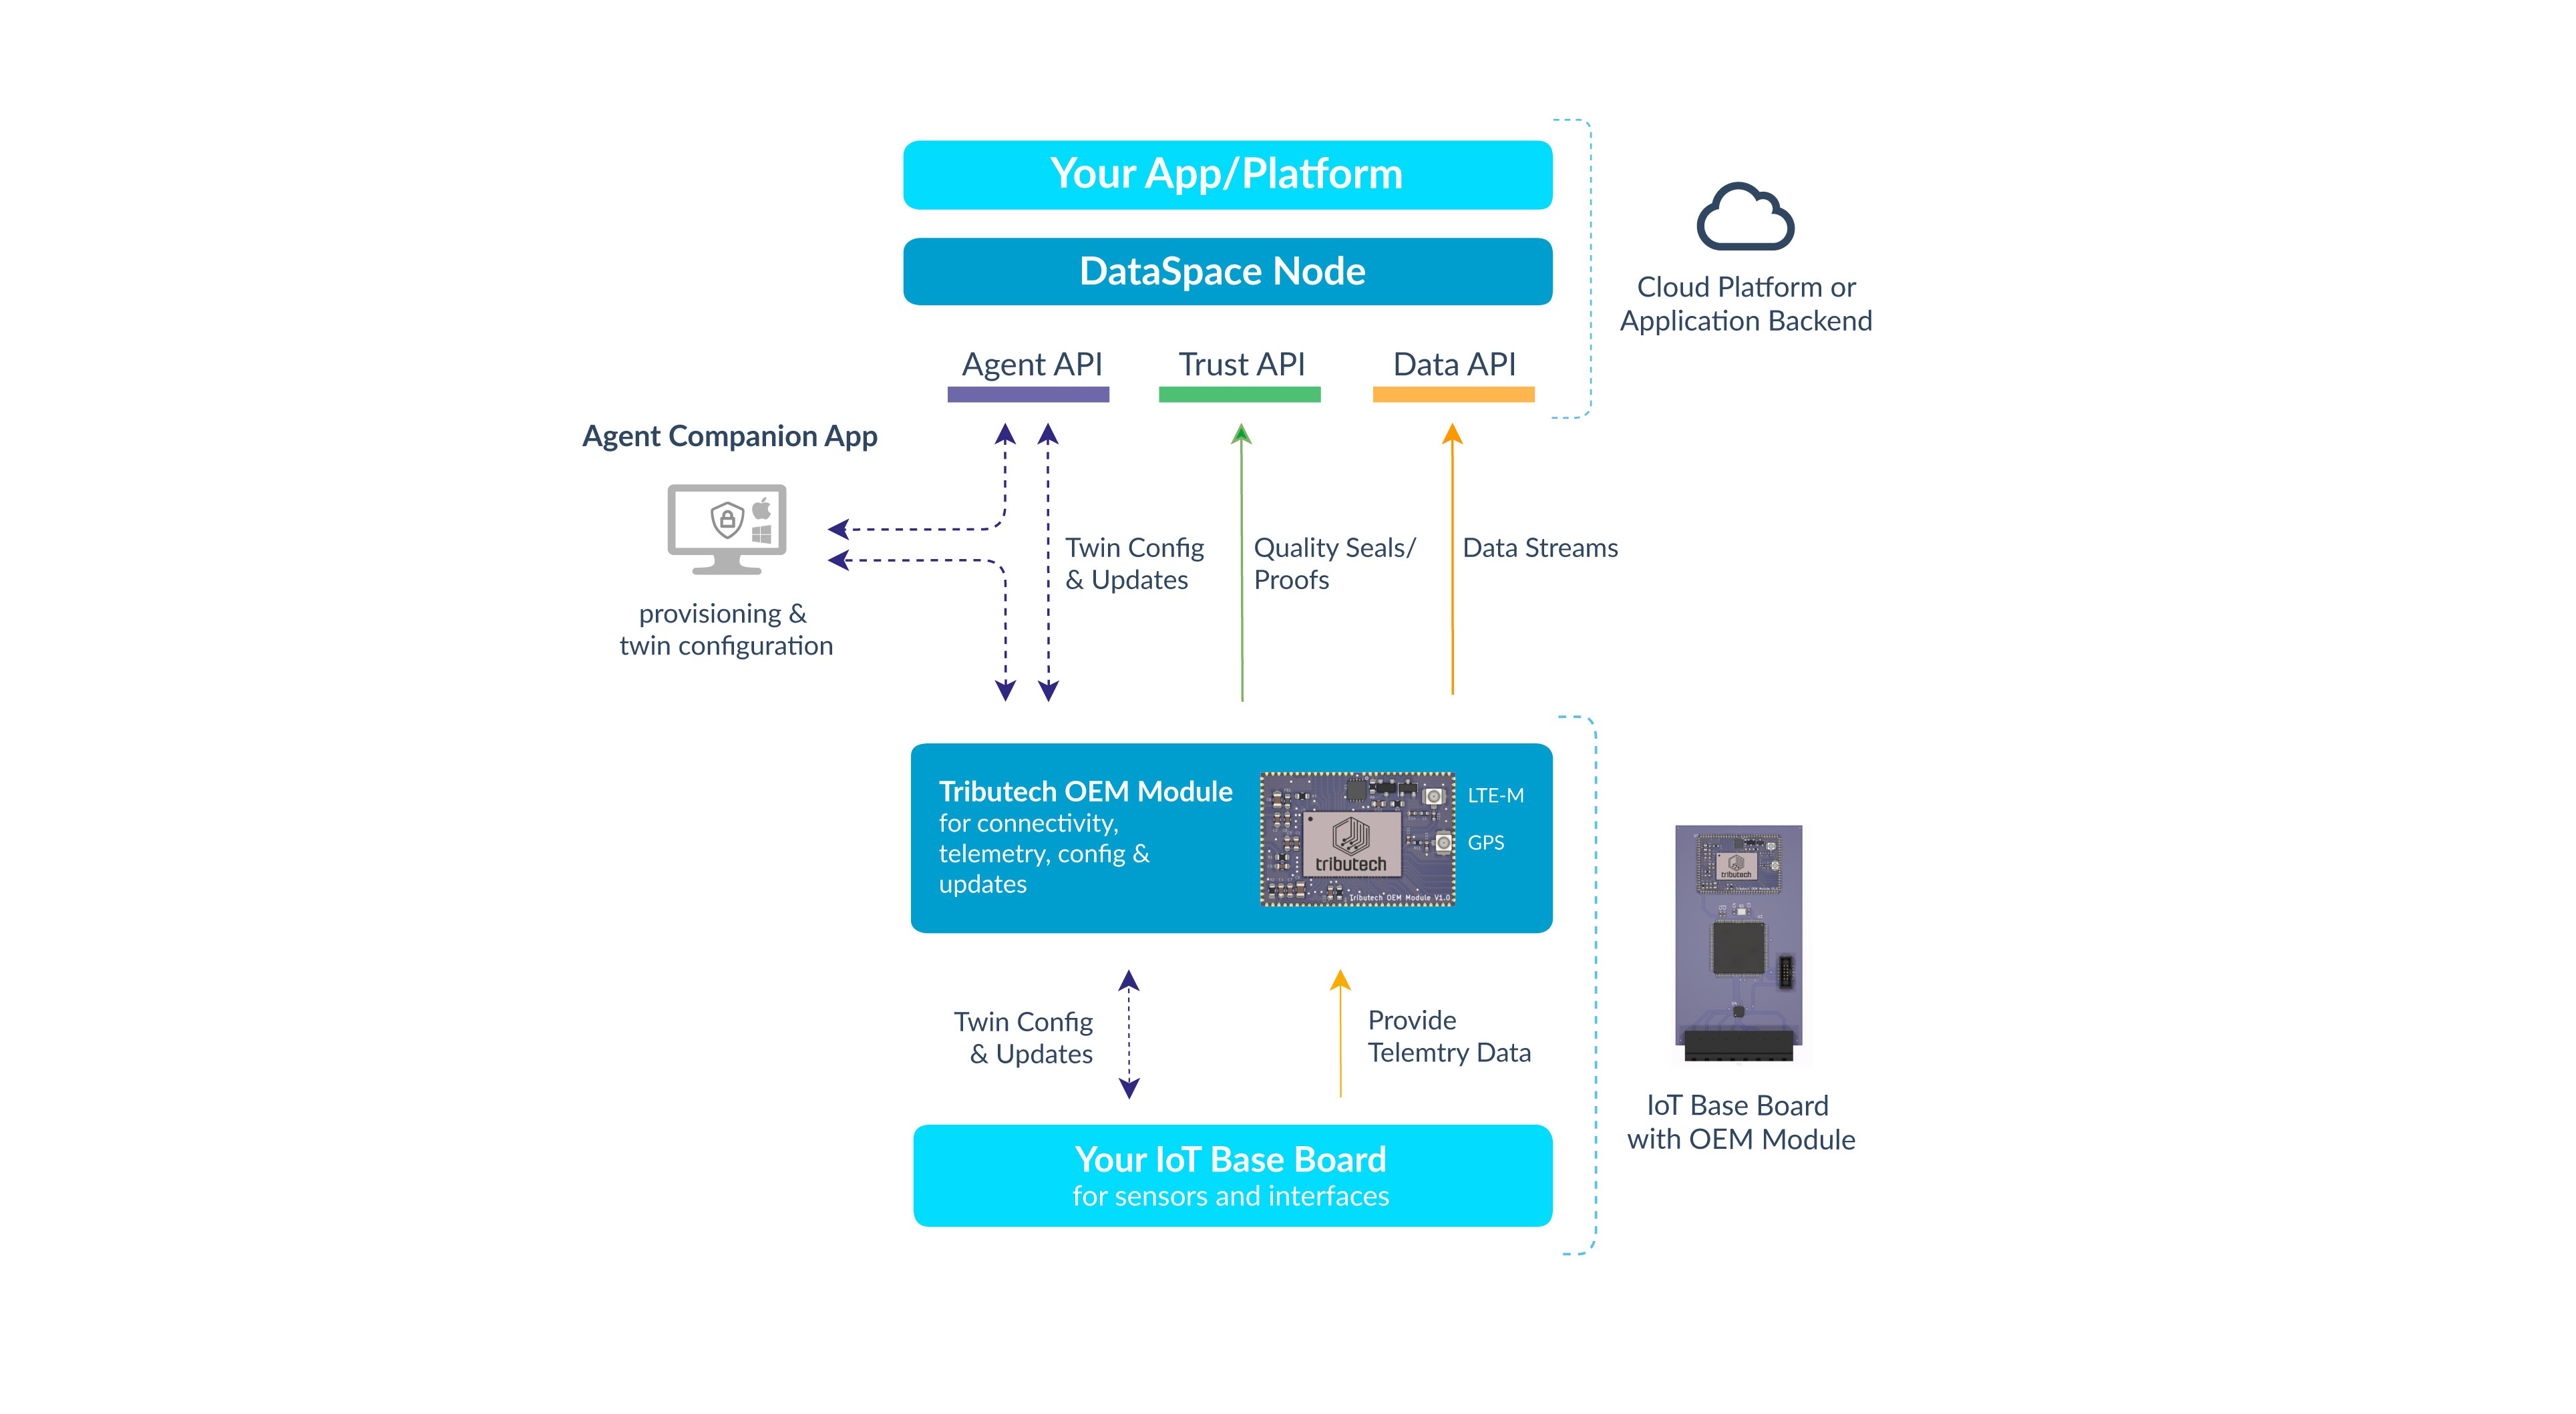 Your App/Platform
DataSpace Node
Cloud Platform or
Application Backend
Agent API
Trust API
Data API
Agent Companion App
provisioning &
twin configuration
Twin Config
& Updates
Quality Seals/
Proofs
Data Streams
Tributech OEM Module
for connectivity,
telemetry, config &
updates
tributech
Tributech OEM Module V1.0
LTE-M
GPS
tributech
Twin Config
& Updates
Provide
Telemtry Data
IoT Base Board
with OEM Module
Your IoT Base Board
for sensors and interfaces